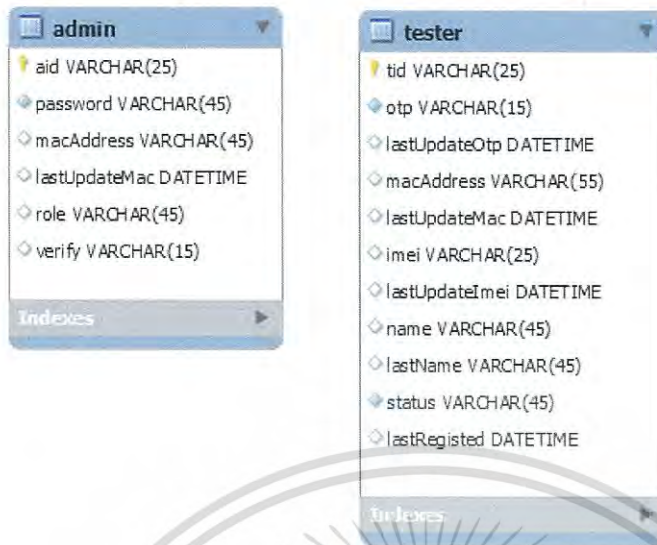 admin
aid VARCHAR(25)
password VARCHAR(45)
macAddress VARCHAR(45)
lastUpdateMac DATETIME
role VARCHAR(45)
verify VARCHAR(15)
Indexes
tester
tid VARCHAR(25)
otp VARCHAR(15)
lastUpdateOtp DATETIME
macAddress VARCHAR(55)
lastUpdateMac DATETIME
imei VARCHAR(25)
lastUpdateImei DATETIME
name VARCHAR(45)
lastName VARCHAR(45)
status VARCHAR(45)
lastRegisted DATETIME
Indexes